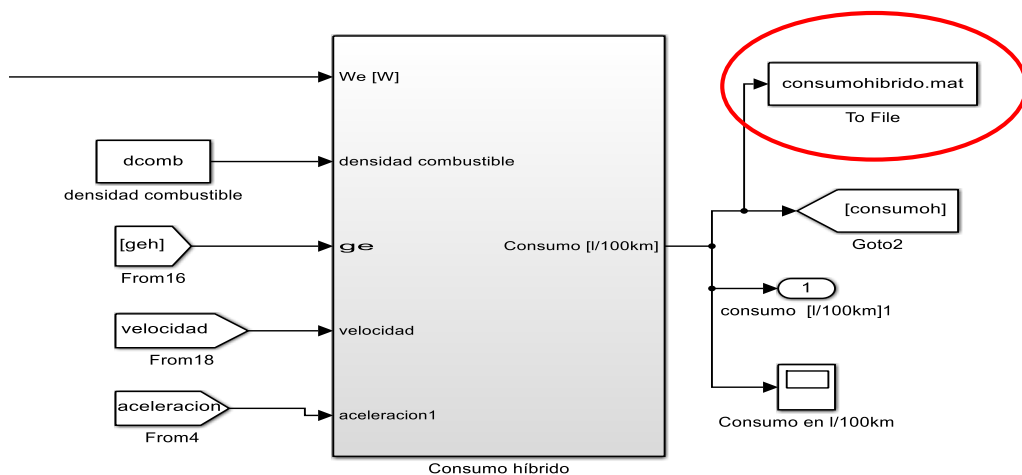 We [W]
dcomb
densidad combustible
densidad combustible
[geh]
From16
ge
velocidad
From18
velocidad
aceleracion
From4
aceleracion1
Consumo [l/100km]
Consumo híbrido
consumohibrido.mat
To File
[consumoh]
Goto2
1
consumo [l/100km]1
Consumo en l/100km